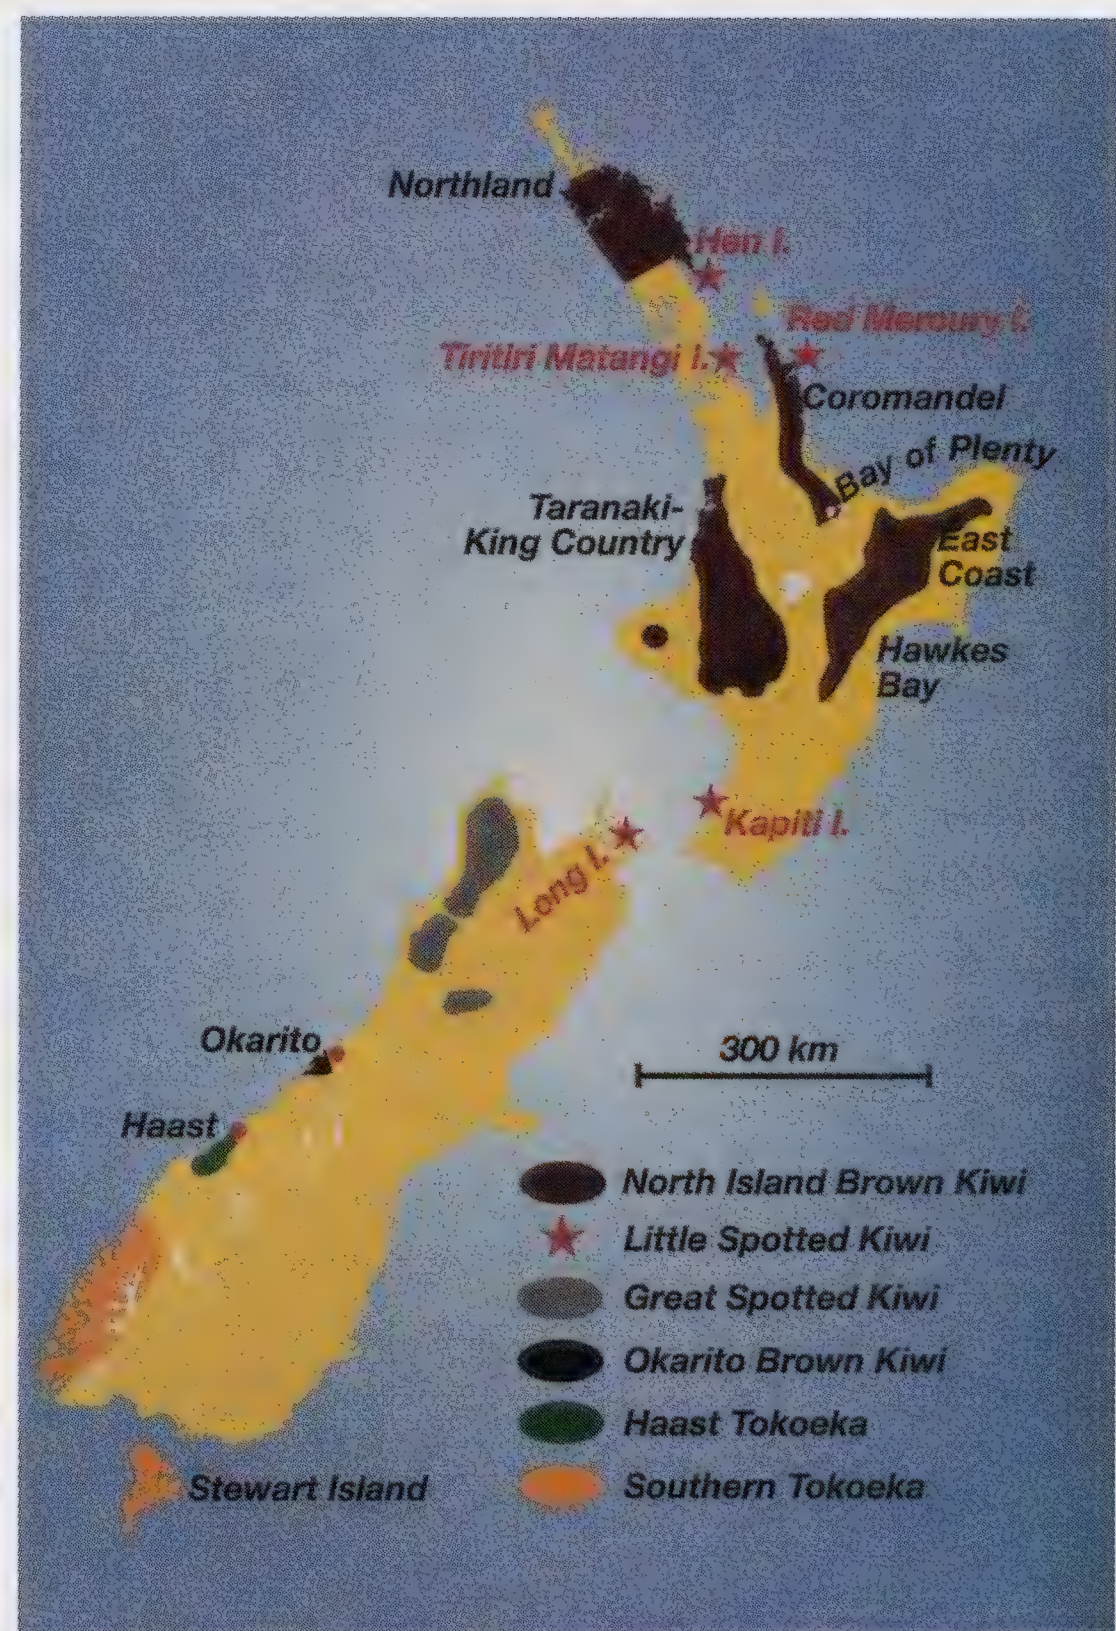 Northland
Hen I.
Red Mercury I.
Tiritiri Matangi I.
Coromandel
Bay of Plenty
Taranaki-
King Country
East
Coast
Hawkes
Bay
Kapiti I.
Long I.
Okarito
300 km
Haast
North Island Brown Kiwi
Little Spotted Kiwi
Great Spotted Kiwi
Okarito Brown Kiwi
Haast Tokoeka
Southern Tokoeka
Stewart Island